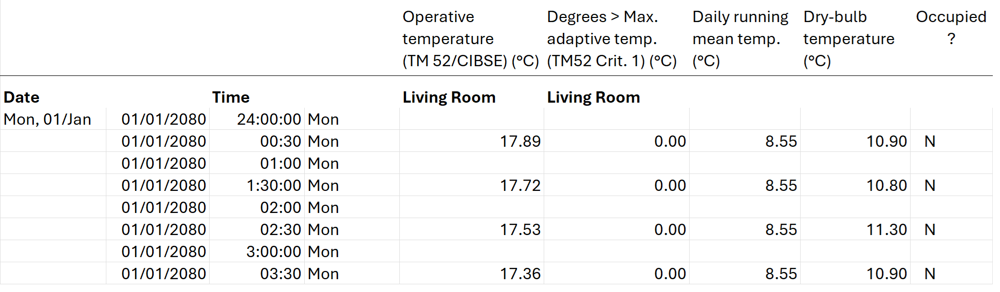 Operative temperature (TM 52/CIBSE) (°C) Degrees > Max. adaptive temp. (TM52 Crit. 1) (°C) Daily running mean temp. (°C) Dry-bulb temperature (°C) Occupied ?
Date Time Living Room Living Room
Mon, 01/Jan 01/01/2080 24:00:00 Mon
01/01/2080 00:30 Mon 17.89 0.00 8.55 10.90 N
01/01/2080 01:00 Mon
01/01/2080 1:30:00 Mon 17.72 0.00 8.55 10.80 N
01/01/2080 02:00 Mon
01/01/2080 02:30 Mon 17.53 0.00 8.55 11.30 N
01/01/2080 3:00:00 Mon
01/01/2080 03:30 Mon 17.36 0.00 8.55 10.90 N